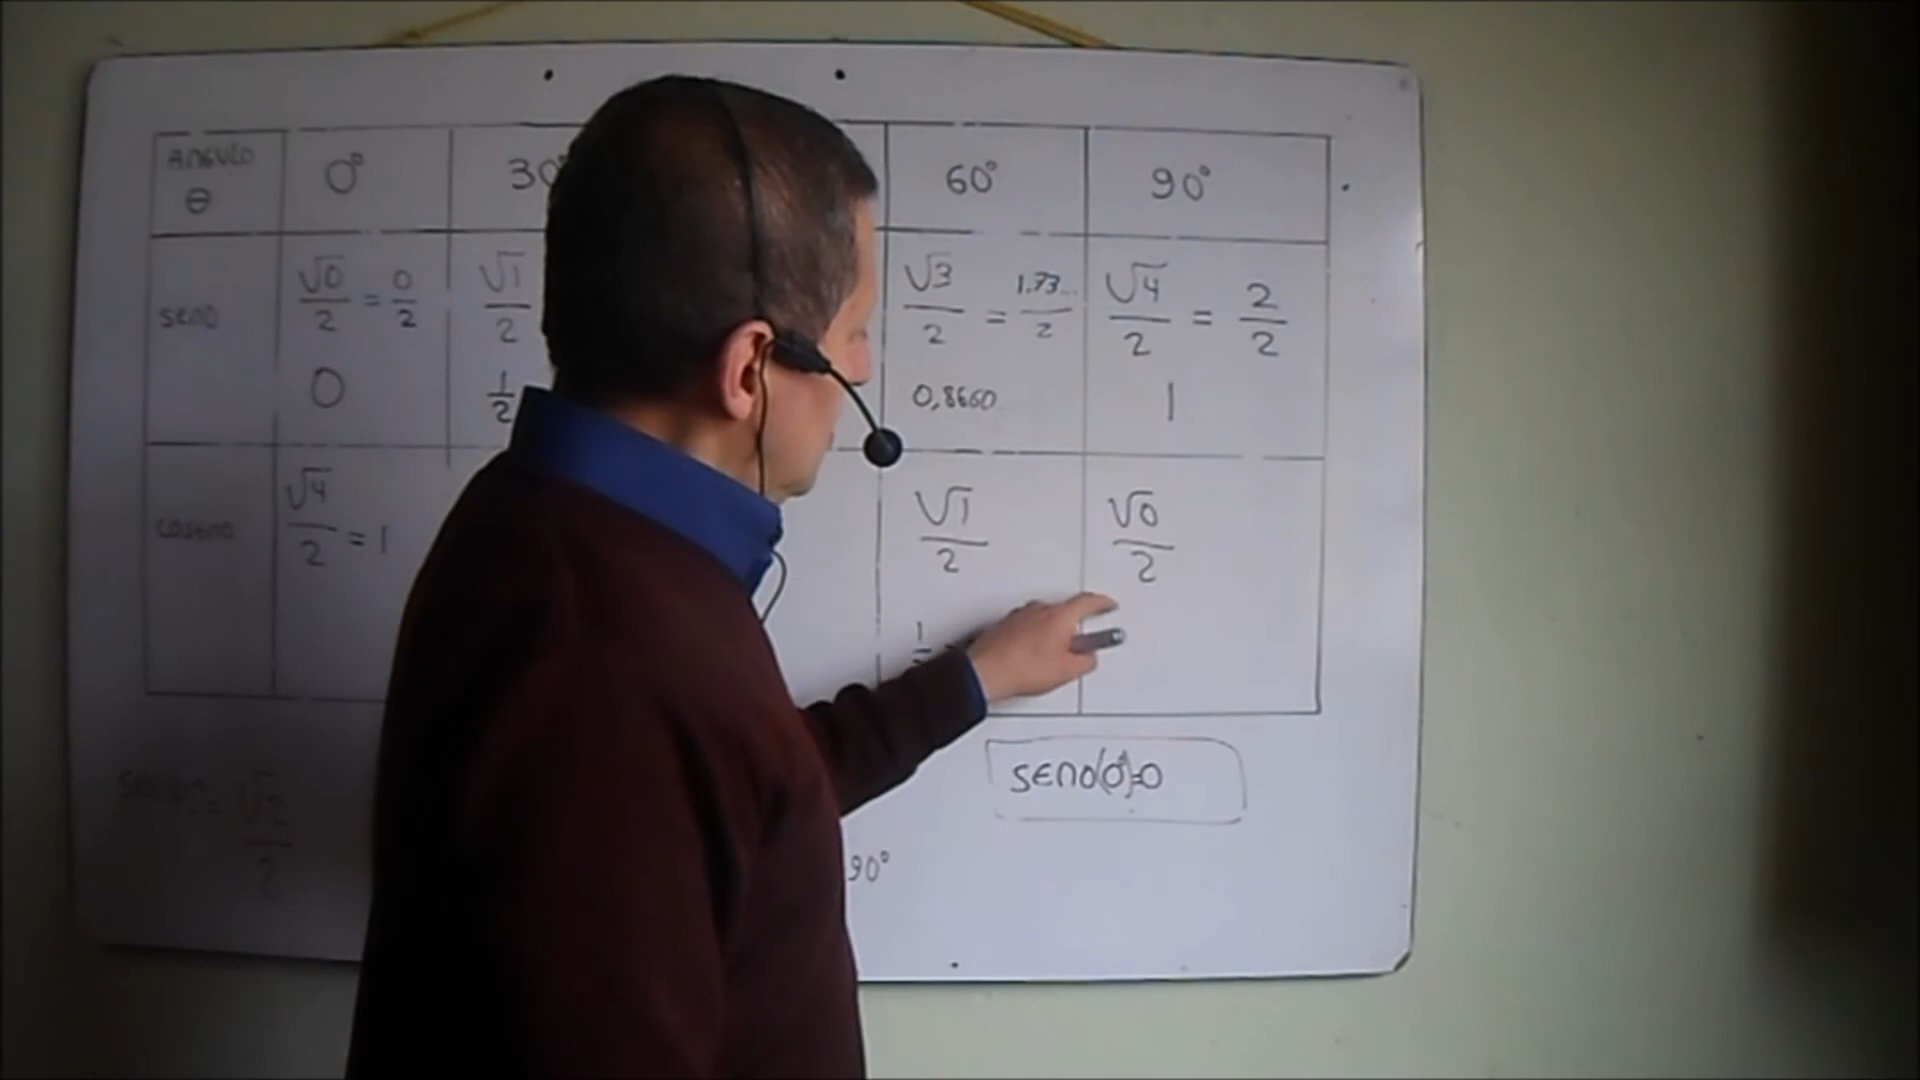 ANGULO 0° 30° 60° 90°
θ
SENO √0/2 = 0/2 √1/2 √3/2 = 1.73.../2 √4/2 = 2/2
0 1/2 0,8660 1
COSENO √4/2 = 1 √1/2 √0/2
SENO(0°)=0
√2/2
90°